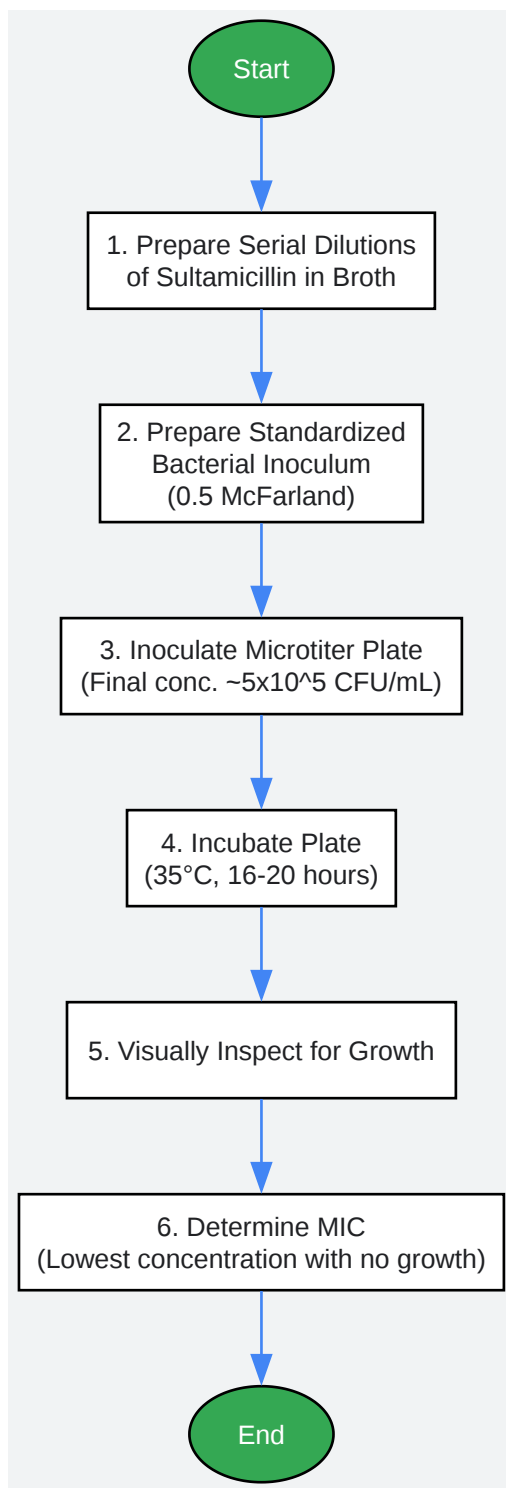 Start
1. Prepare Serial Dilutions
of Sultamicillin in Broth
2. Prepare Standardized
Bacterial Inoculum
(0.5 McFarland)
3. Inoculate Microtiter Plate
(Final conc. ~5x10^5 CFU/mL)
4. Incubate Plate
(35°C, 16-20 hours)
5. Visually Inspect for Growth
6. Determine MIC
(Lowest concentration with no growth)
End